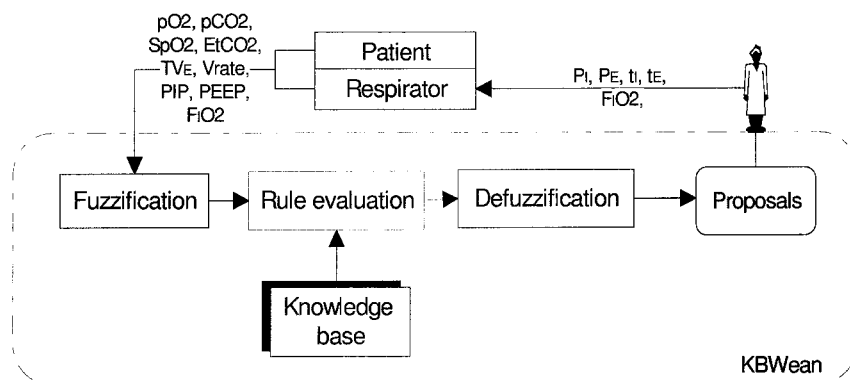 pO2, pCO2,
SpO2, EtCO2,
TVE, Vrate,
PIP, PEEP,
FiO2
Patient
Respirator
PI, PE, tI, tE,
FiO2,
Fuzzification
Rule evaluation
Defuzzification
Proposals
Knowledge
base
KBWean